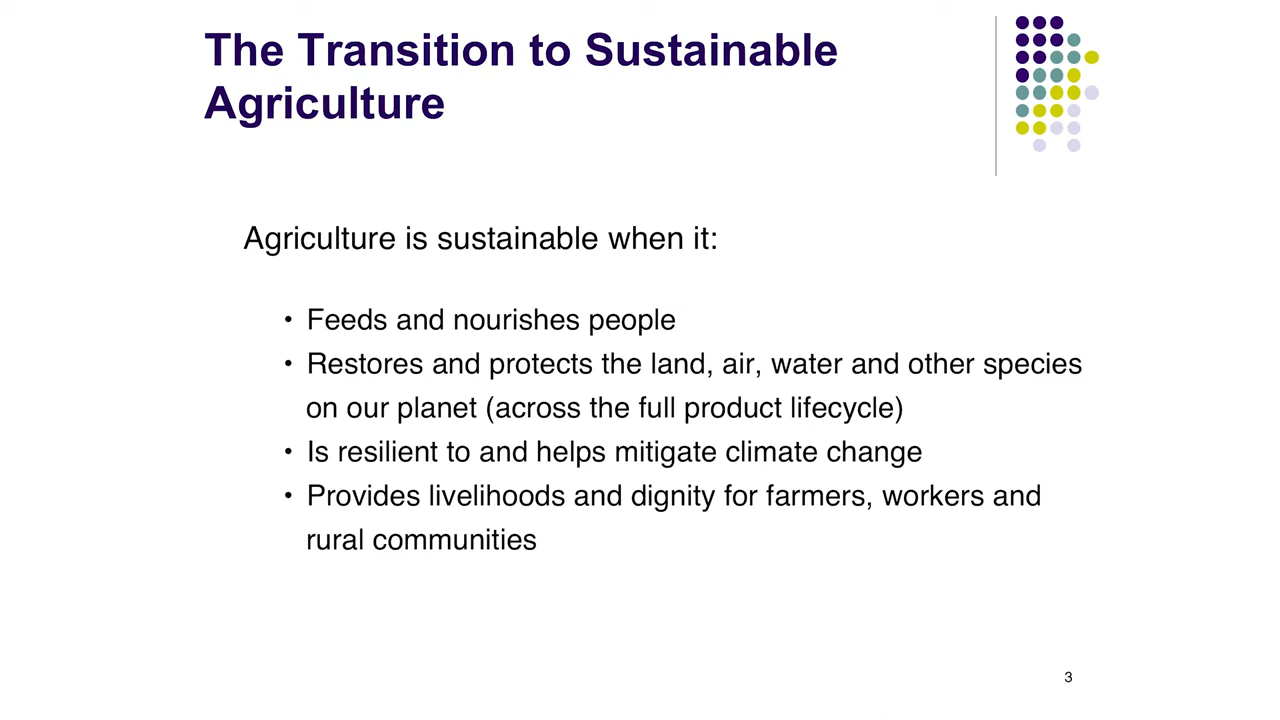 The Transition to Sustainable
Agriculture
Agriculture is sustainable when it:
• Feeds and nourishes people
• Restores and protects the land, air, water and other species
on our planet (across the full product lifecycle)
• Is resilient to and helps mitigate climate change
• Provides livelihoods and dignity for farmers, workers and
rural communities
3